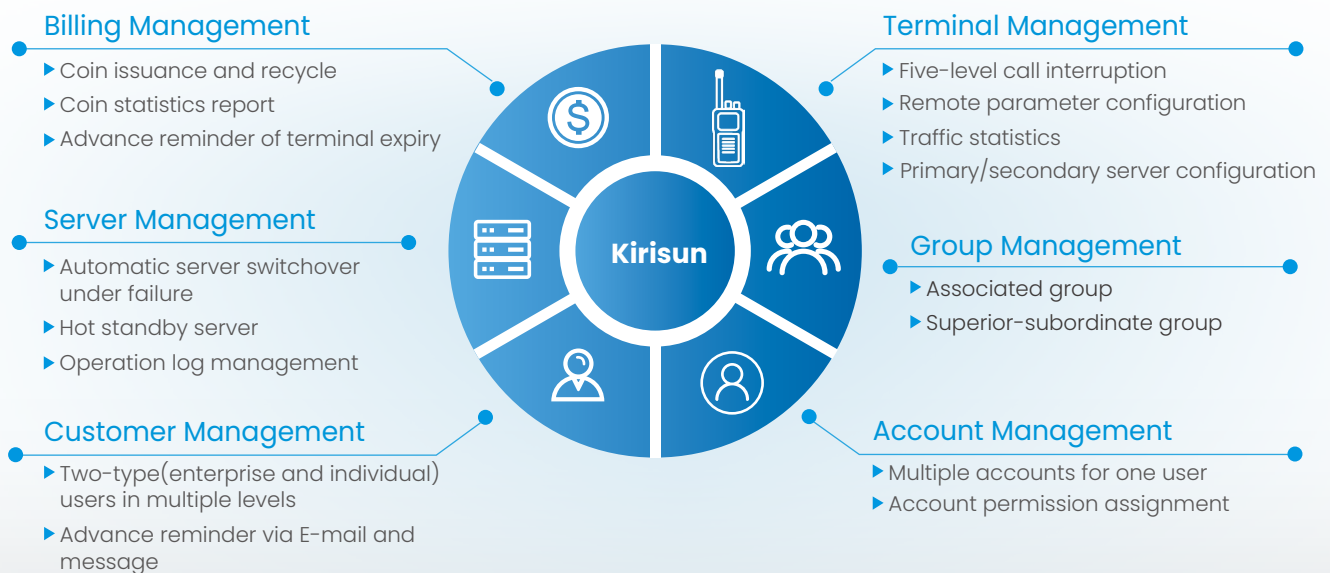 Billing Management
Coin issuance and recycle
Coin statistics report
Advance reminder of terminal expiry
Server Management
Automatic server switchover
under failure
Hot standby server
Operation log management
Customer Management
Two-type(enterprise and individual)
users in multiple levels
Advance reminder via E-mail and
message
$
Kirisun
Terminal Management
Five-level call interruption
Remote parameter configuration
Traffic statistics
Primary/secondary server configuration
Group Management
Associated group
Superior-subordinate group
Account Management
Multiple accounts for one user
Account permission assignment